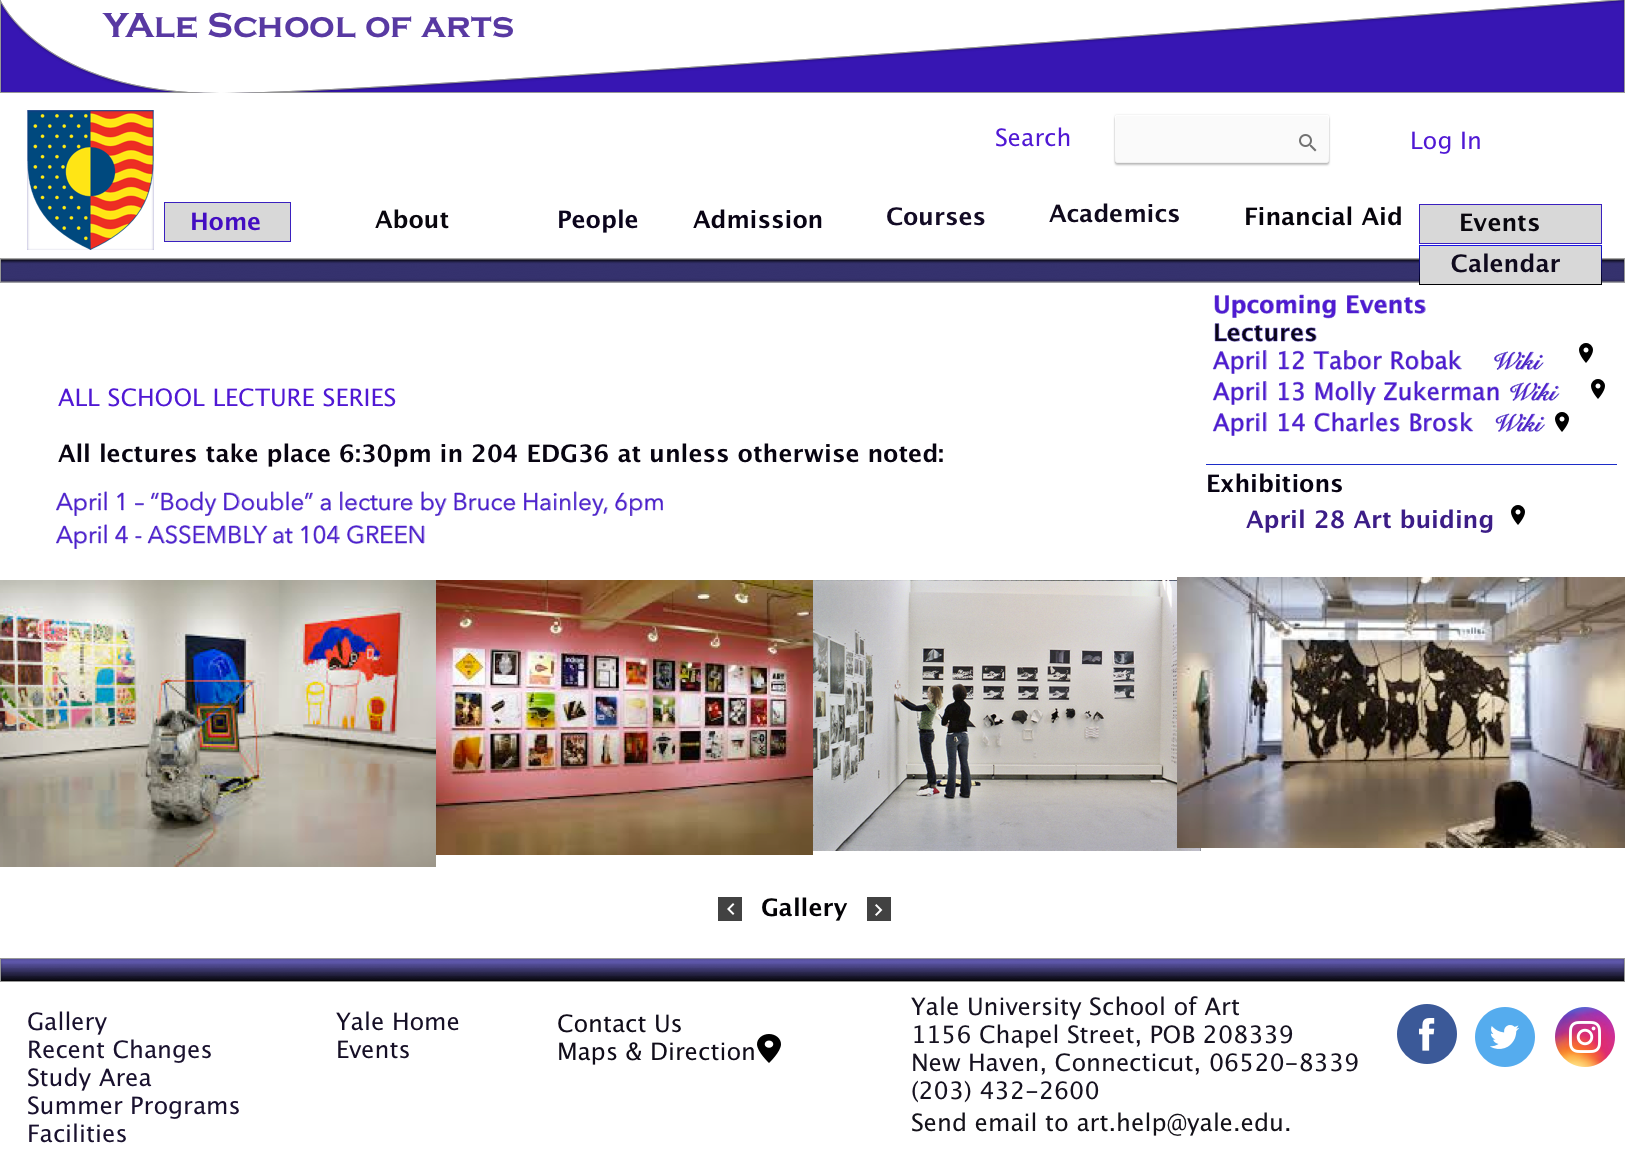 YALE SCHOOL OF ARTS
Search
Log In
Home
About
People
Admission
Courses
Academics
Financial Aid
Events
Calendar
Upcoming Events
Lectures
April 12 Tabor Robak Wiki
April 13 Molly Zukerman Wiki
April 14 Charles Brosk Wiki
Exhibitions
April 28 Art buiding
ALL SCHOOL LECTURE SERIES
All lectures take place 6:30pm in 204 EDG36 at unless otherwise noted:
April 1 – “Body Double” a lecture by Bruce Hainley, 6pm
April 4 - ASSEMBLY at 104 GREEN
Gallery
Gallery
Recent Changes
Study Area
Summer Programs
Facilities
Yale Home
Events
Contact Us
Maps & Direction
Yale University School of Art
1156 Chapel Street, POB 208339
New Haven, Connecticut, 06520-8339
(203) 432-2600
Send email to art.help@yale.edu.